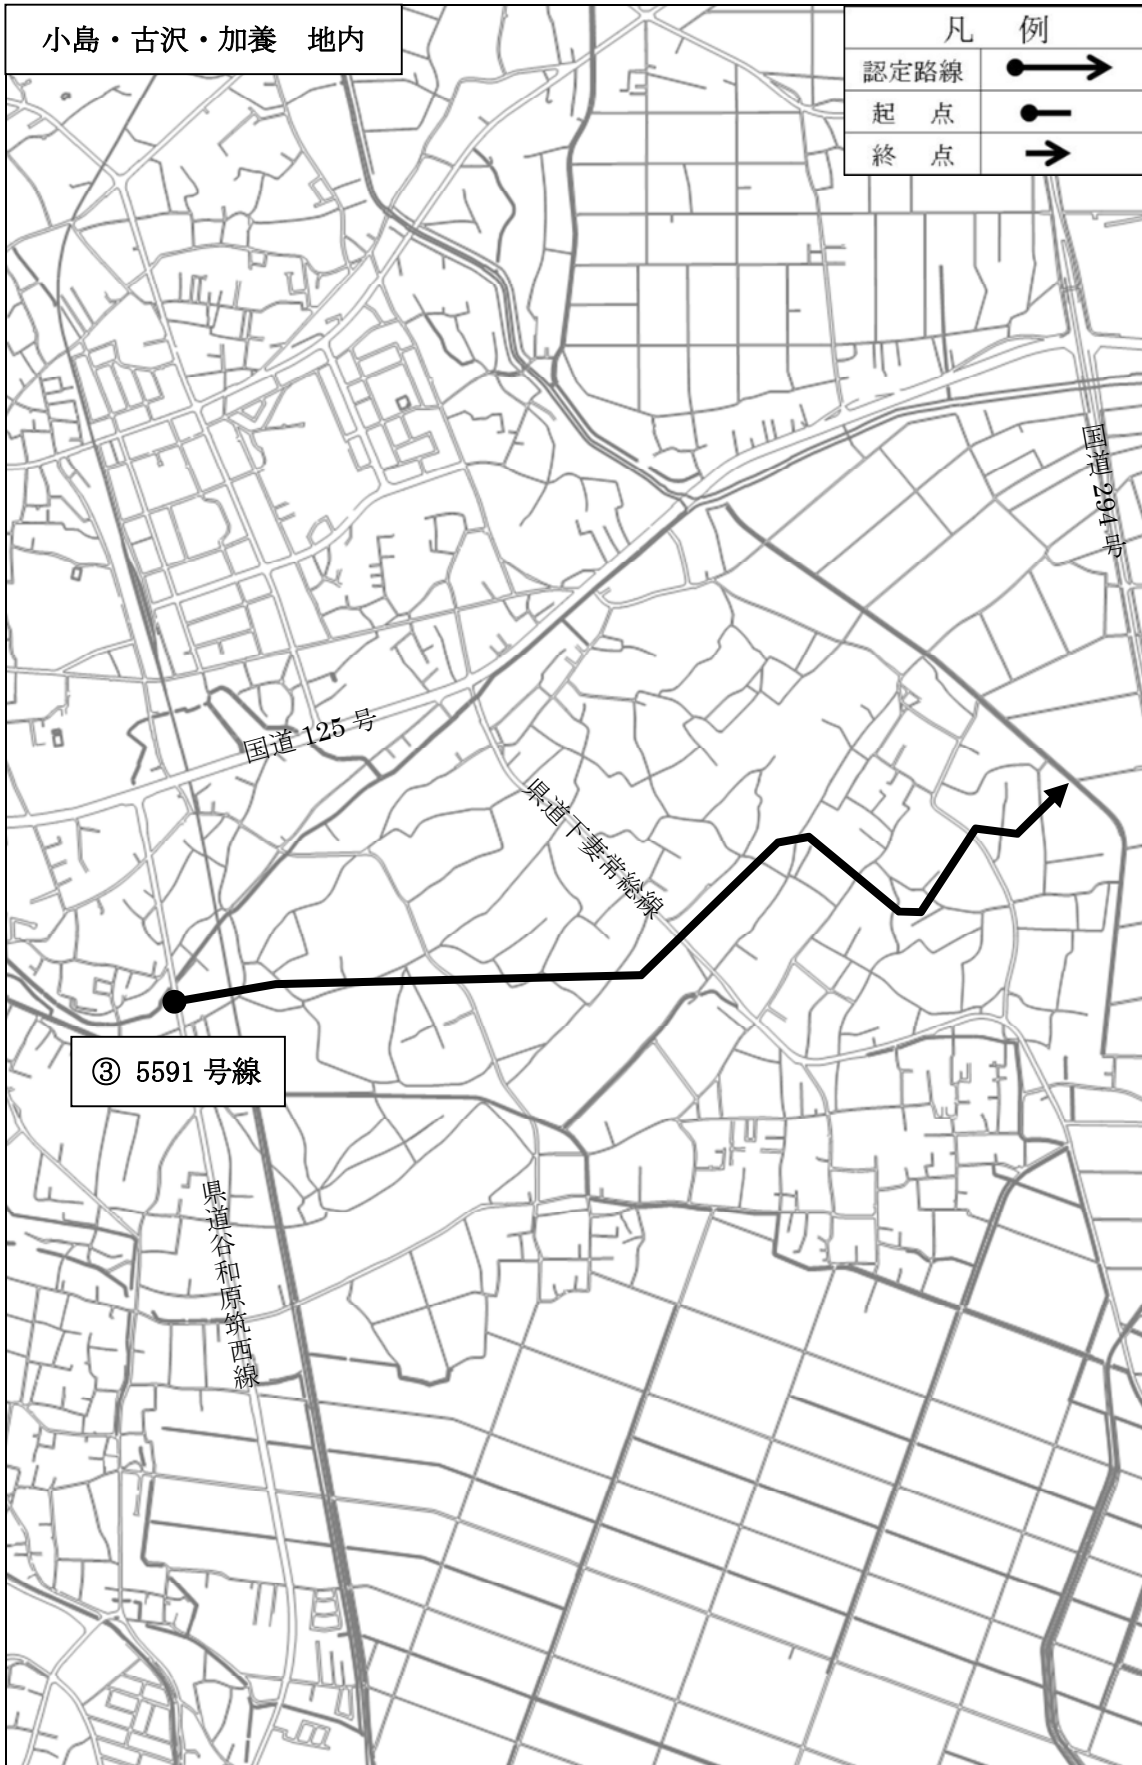 小島・古沢・加養　地内
凡　例
認定路線
起　点
終　点
国道 294 号
国道 125 号
県道下妻常総線
③ 5591 号線
県道谷和原筑西線